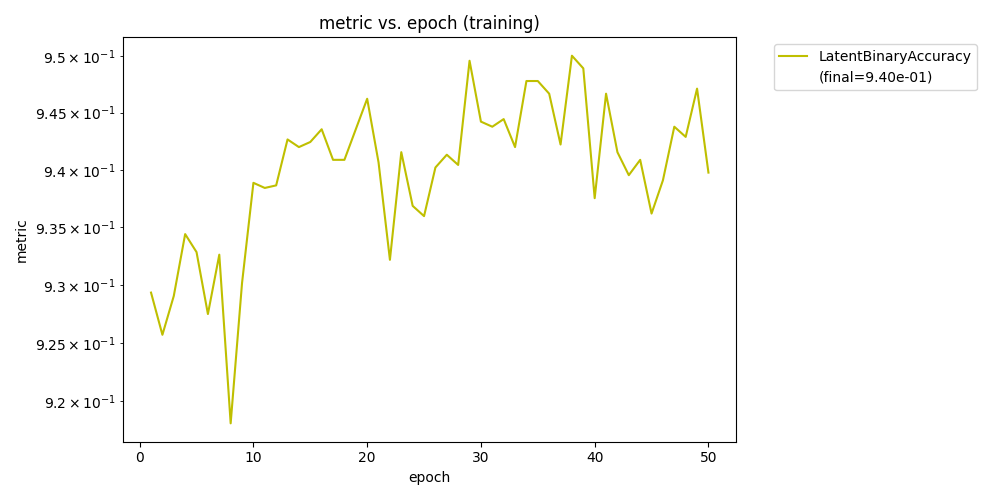 metric vs. epoch (training)
metric
9.5 × 10⁻¹
9.45 × 10⁻¹
9.4 × 10⁻¹
9.35 × 10⁻¹
9.3 × 10⁻¹
9.25 × 10⁻¹
9.2 × 10⁻¹
0 10 20 30 40 50
epoch
LatentBinaryAccuracy
(final=9.40e-01)